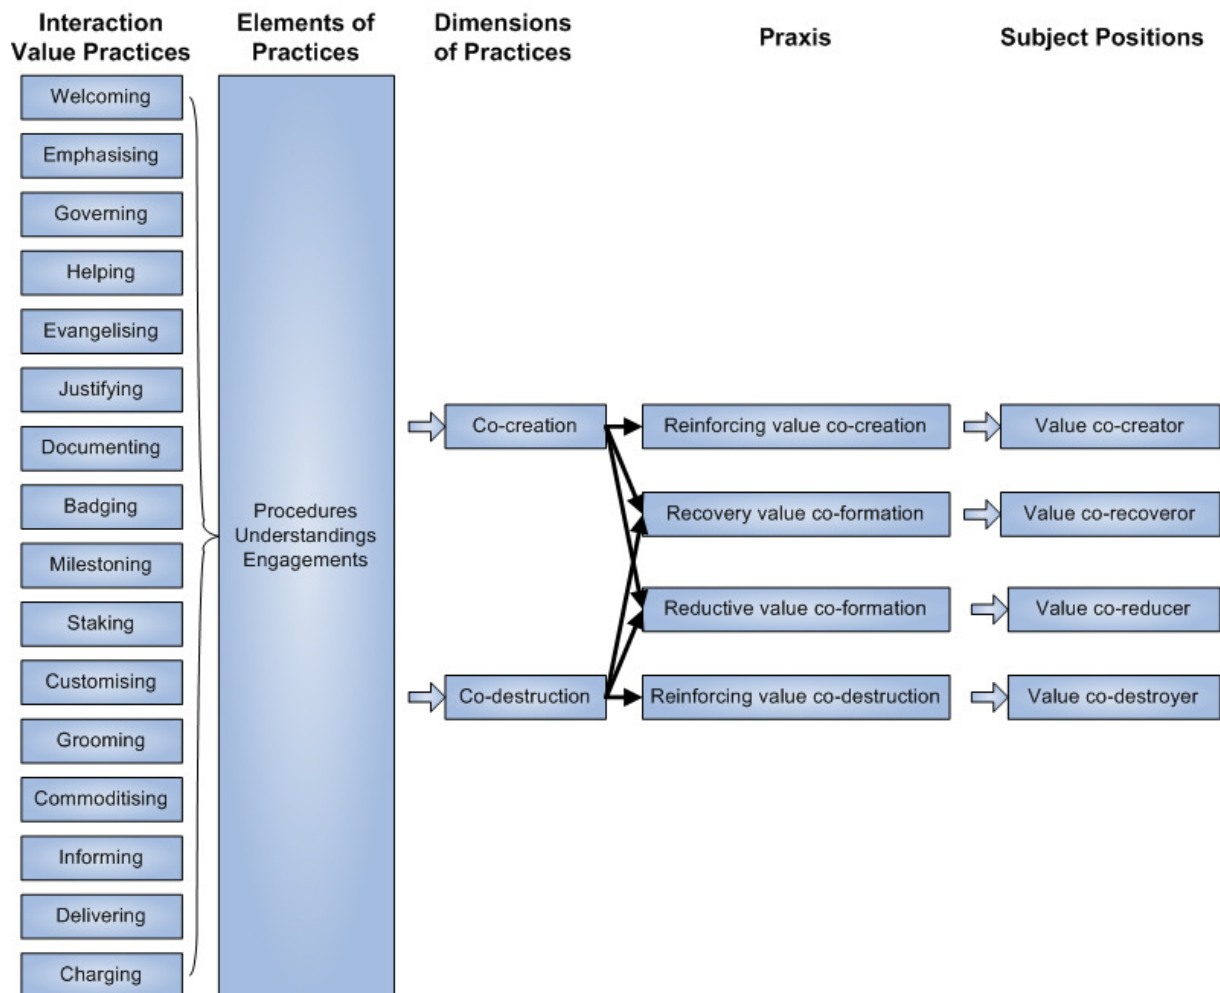 Interaction
Value Practices
Elements of
Practices
Dimensions
of Practices
Praxis
Subject Positions
Welcoming
Emphasising
Governing
Helping
Evangelising
Justifying
Documenting
Badging
Milestoning
Staking
Customising
Grooming
Commoditising
Informing
Delivering
Charging
Procedures
Understandings
Engagements
Co-creation
Co-destruction
Reinforcing value co-creation
Recovery value co-formation
Reductive value co-formation
Reinforcing value co-destruction
Value co-creator
Value co-recoveror
Value co-reducer
Value co-destroyer